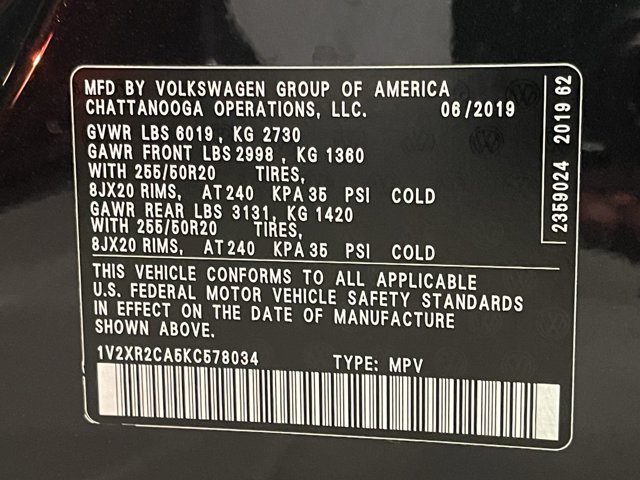 MFD BY VOLKSWAGEN GROUP OF AMERICA
CHATTANOOGA OPERATIONS, LLC. 06/2019
GVWR LBS 6019 , KG 2730
GAWR FRONT LBS 2998 , KG 1360
WITH 255/50R20 TIRES,
8JX20 RIMS, AT 240 KPA 35 PSI COLD
GAWR REAR LBS 3131, KG 1420
WITH 255/50R20 TIRES,
8JX20 RIMS, AT 240 KPA 35 PSI COLD
THIS VEHICLE CONFORMS TO ALL APPLICABLE
U.S. FEDERAL MOTOR VEHICLE SAFETY STANDARDS
IN EFFECT ON THE DATE OF MANUFACTURE
SHOWN ABOVE.
1V2XR2CA5KC578034 TYPE: MPV
2359024 2019 62